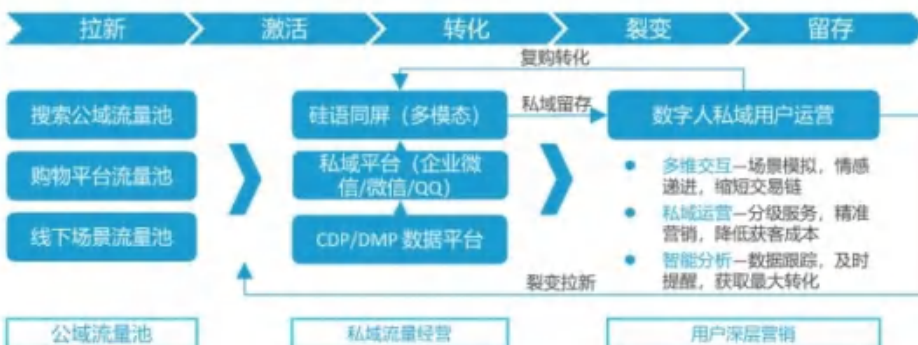 拉新
激活
转化
裂变
留存
复购转化
搜索公域流量池
购物平台流量池
线下场景流量池
硅语同屏（多模态）
私域平台（企业微
信/微信/QQ）
CDP/DMP 数据平台
私域留存
数字人私域用户运营
多维交互—场景模拟，情感
递进，缩短交易链
私域运营—分级服务，精准
营销，降低获客成本
智能分析—数据跟踪，及时
提醒，获取最大转化
裂变拉新
公域流量池
私域流量经营
用户深层营销